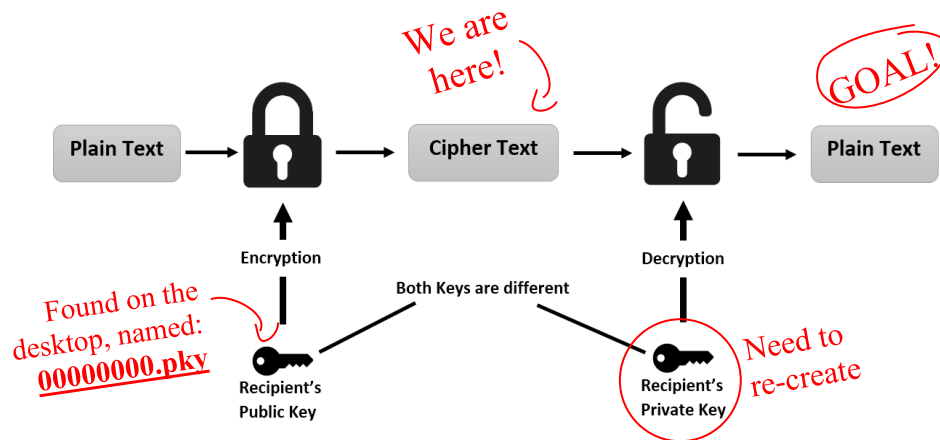 We are
here!
GOAL!
Plain Text
Cipher Text
Plain Text
Encryption
Decryption
Both Keys are different
Found on the
desktop, named:
00000000.pky
Recipient's
Public Key
Recipient's
Private Key
Need to
re-create